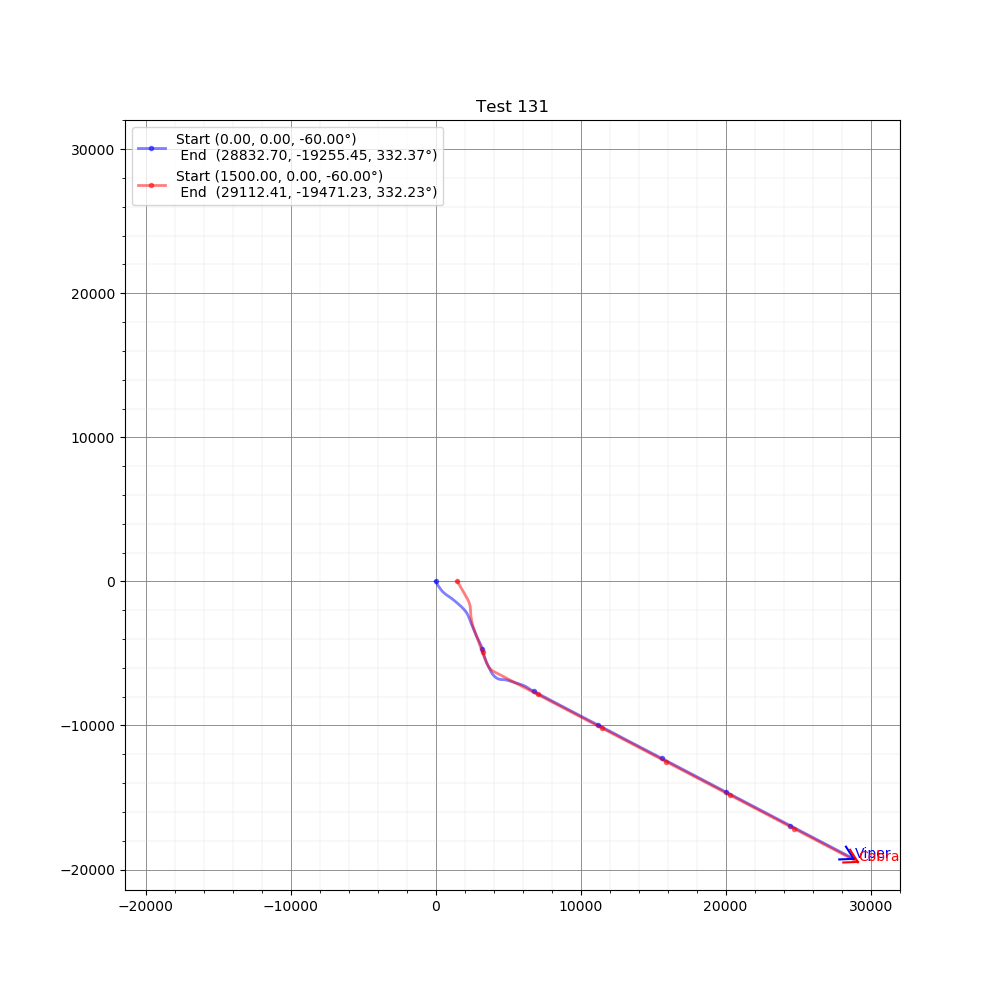 Test 131
Start (0.00, 0.00, -60.00°)
End (28832.70, -19255.45, 332.37°)
Start (1500.00, 0.00, -60.00°)
End (29112.41, -19471.23, 332.23°)
30000
20000
10000
0
−10000
−20000
Viper
Cobra
−20000 −10000 0 10000 20000 30000